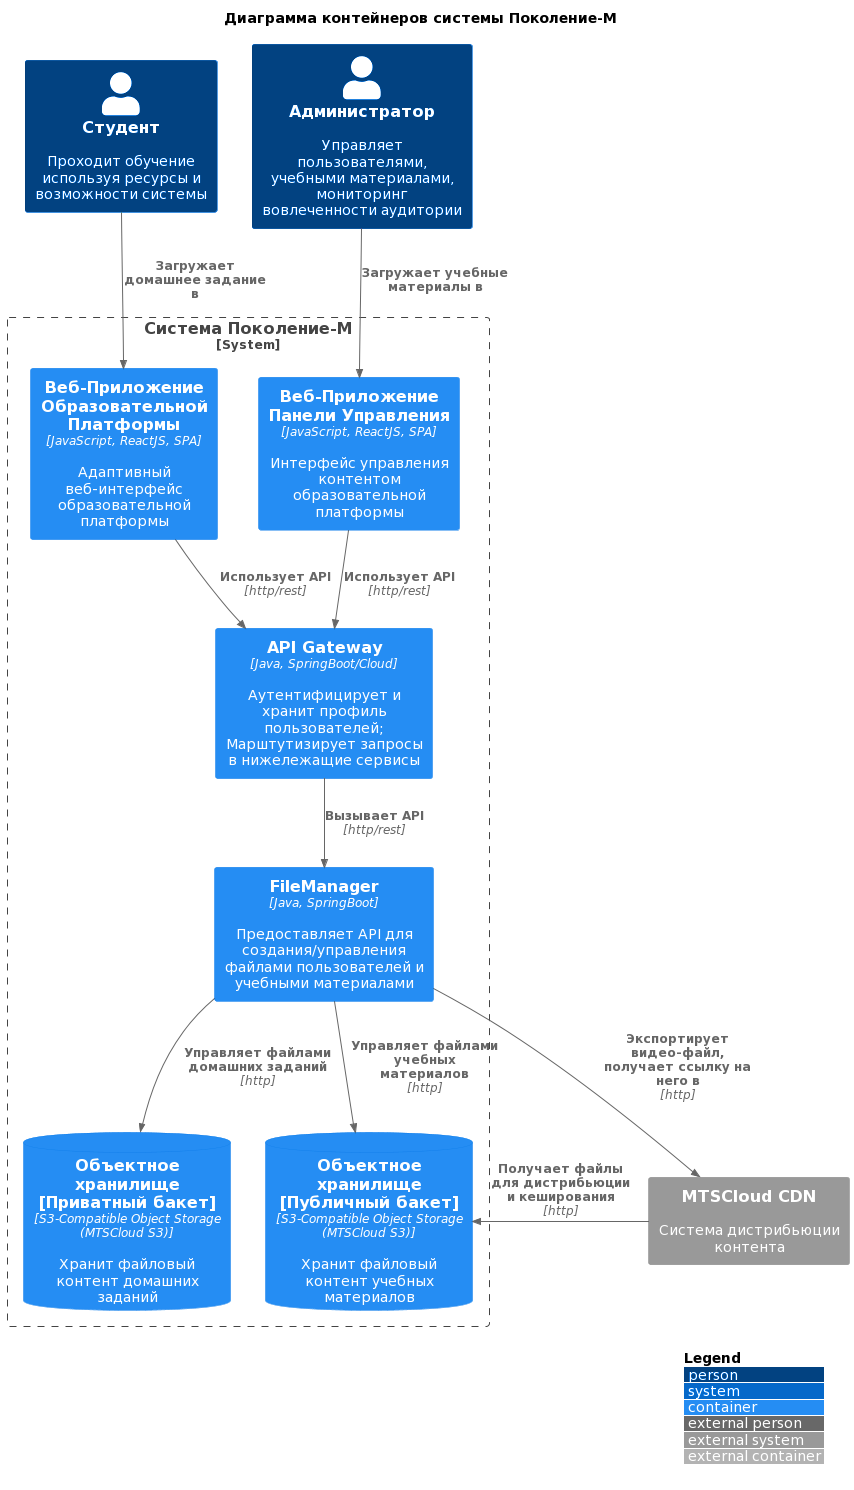 Диаграмма контейнеров системы Поколение-М
Студент
Проходит обучение
используя ресурсы и
возможности системы
Администратор
Управляет
пользователями,
учебными материалами,
мониторинг
вовлеченности аудитории
Загружает
домашнее задание
в
Загружает учебные
материалы в
Система Поколение-М
[System]
Веб-Приложение
Образовательной
Платформы
[JavaScript, ReactJS, SPA]
Адаптивный
веб-интерфейс
образовательной
платформы
Веб-Приложение
Панели Управления
[JavaScript, ReactJS, SPA]
Интерфейс управления
контентом
образовательной
платформы
Использует API
[http/rest]
Использует API
[http/rest]
API Gateway
[Java, SpringBoot/Cloud]
Аутентифицирует и
хранит профиль
пользователей;
Марштутизирует запросы
в нижележащие сервисы
Вызывает API
[http/rest]
FileManager
[Java, SpringBoot]
Предоставляет API для
создания/управления
файлами пользователей и
учебными материалами
Управляет файлами
домашних заданий
[http]
Управляет файлами
учебных
материалов
[http]
Экспортирует
видео-файл,
получает ссылку на
него в
[http]
Объектное
хранилище
[Приватный бакет]
[S3-Compatible Object Storage
(MTSCloud S3)]
Хранит файловый
контент домашних
заданий
Объектное
хранилище
[Публичный бакет]
[S3-Compatible Object Storage
(MTSCloud S3)]
Хранит файловый
контент учебных
материалов
Получает файлы
для дистрибьюции
и кеширования
[http]
MTSCloud CDN
Система дистрибьюции
контента
Legend
person
system
container
external person
external system
external container